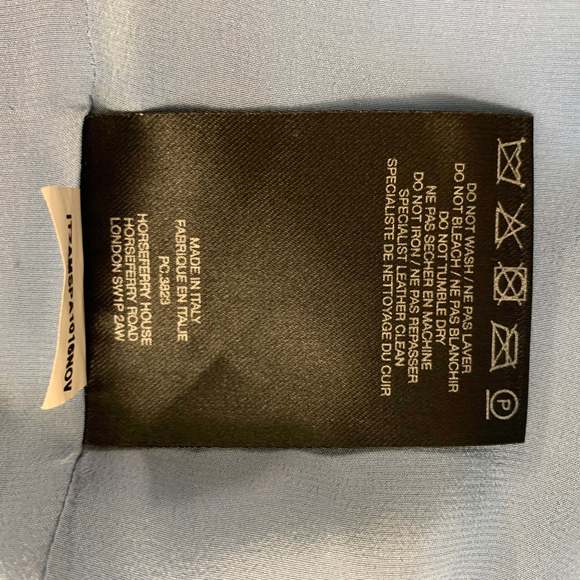 DO NOT WASH / NE PAS LAVER
DO NOT BLEACH / NE PAS BLANCHIR
DO NOT TUMBLE DRY
NE PAS SECHER EN MACHINE
DO NOT IRON / NE PAS REPASSER
SPECIALIST LEATHER CLEAN
SPECIALISTE DE NETTOYAGE DU CUIR
P
MADE IN ITALY
FABRIQUE EN ITALIE
PC.3829
HORSEFERRY HOUSE
HORSEFERRY ROAD
LONDON SW1P 2AW